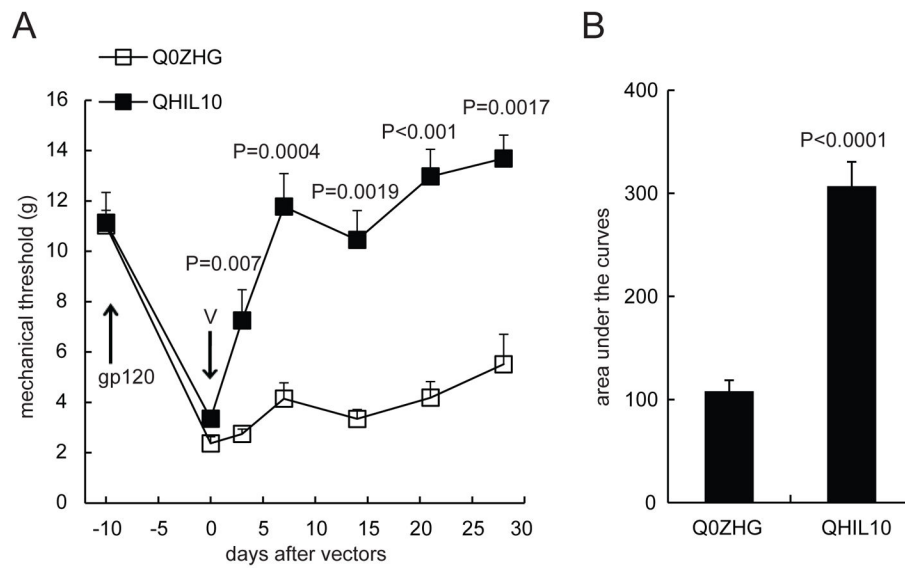 A
B
Q0ZHG
QHIL10
mechanical threshold (g)
16
14
12
10
8
6
4
2
0
P=0.007
P=0.0004
P=0.0019
P<0.001
P=0.0017
gp120
V
-10 -5 0 5 10 15 20 25 30
days after vectors
area under the curves
400
300
200
100
0
P<0.0001
Q0ZHG QHIL10